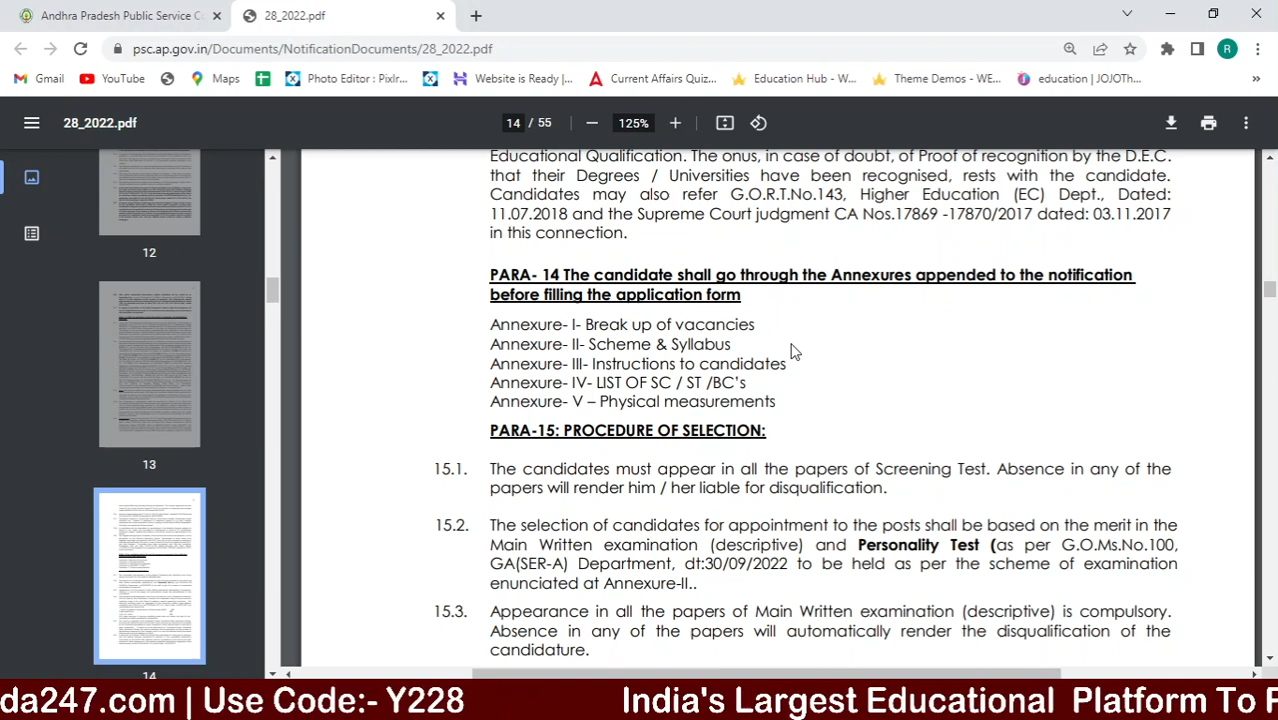 Andhra Pradesh Public Service Co
28_2022.pdf
psc.ap.gov.in/Documents/NotificationDocuments/28_2022.pdf
R
Gmail
YouTube
Maps
Photo Editor : Pixlr...
Website is Ready |...
Current Affairs Quiz...
Education Hub - W...
Theme Demos - WE...
education | JOJOTh...
28_2022.pdf
14 / 55
125%
12
13
14
Educational Qualification. The onus, in case of doubt, of Proof of recognition by the D.E.C.
that their Degrees / Universities have been recognised, rests with the candidate.
Candidates may also refer G.O.RT.No.143, Higher Education (EC) Dept., Dated:
11.07.2018 and the Supreme Court judgment CA Nos.17869 -17870/2017 dated: 03.11.2017
in this connection.
PARA- 14 The candidate shall go through the Annexures appended to the notification
before filling the application form
Annexure- I- Break up of vacancies
Annexure- II- Scheme & Syllabus
Annexure- III- Instructions to candidates
Annexure- IV- LIST OF SC / ST /BC's
Annexure- V – Physical measurements
PARA-15: PROCEDURE OF SELECTION:
15.1. The candidates must appear in all the papers of Screening Test. Absence in any of the
papers will render him / her liable for disqualification.
15.2. The selection of candidates for appointment to the posts shall be based on the merit in the
Main Written examination (descriptive) and Personality Test (as per G.O.Ms.No.100,
GA(SER-A) Department, dt:30/09/2022 to be held as per the scheme of examination
enunciated at Annexure-II..
15.3. Appearance in all the papers of Main Written examination (descriptive) is compulsory.
Absence in any of the papers will automatically render the disqualification of the
candidature.
da247.com | Use Code:- Y228 India's Largest Educational Platform To P